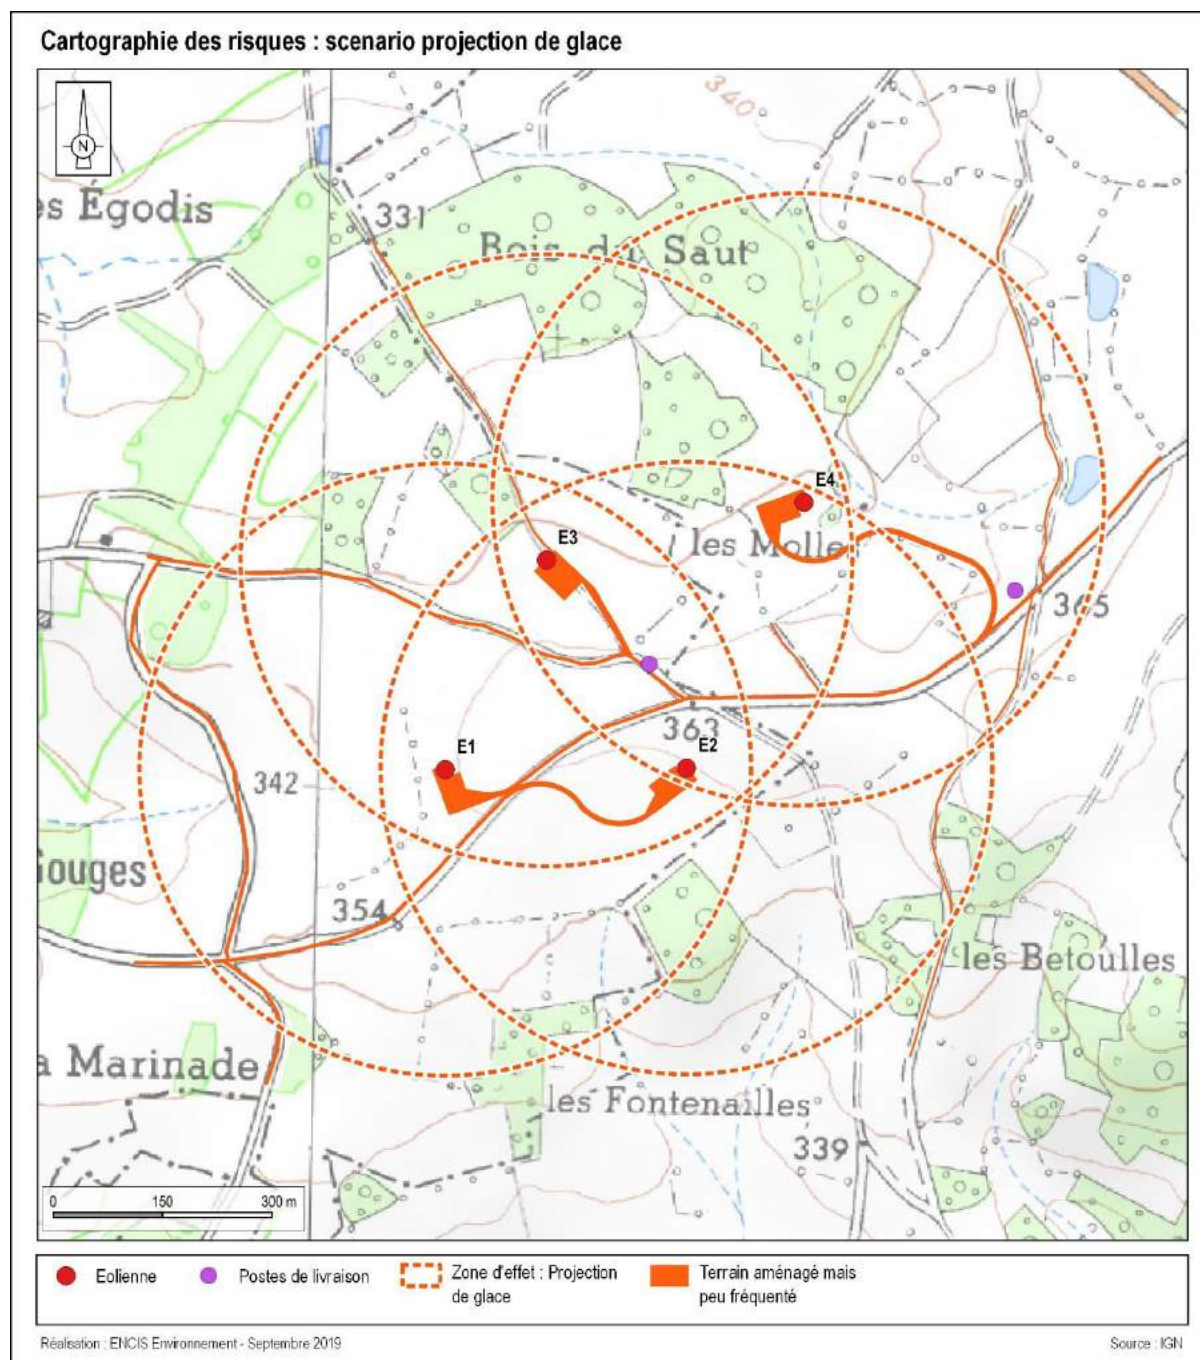 Cartographie des risques : scenario projection de glace
N
340
es Égodis
331
Bois du Saut
E4
E3
les Molle
365
363
E1
E2
342
Gouges
354
les Betoulles
a Marinade
les Fontenailles
339
0 150 300 m
Eolienne
Postes de livraison
Zone d'effet : Projection
de glace
Terrain aménagé mais
peu fréquenté
Réalisation : ENCIS Environnement - Septembre 2019
Source : IGN